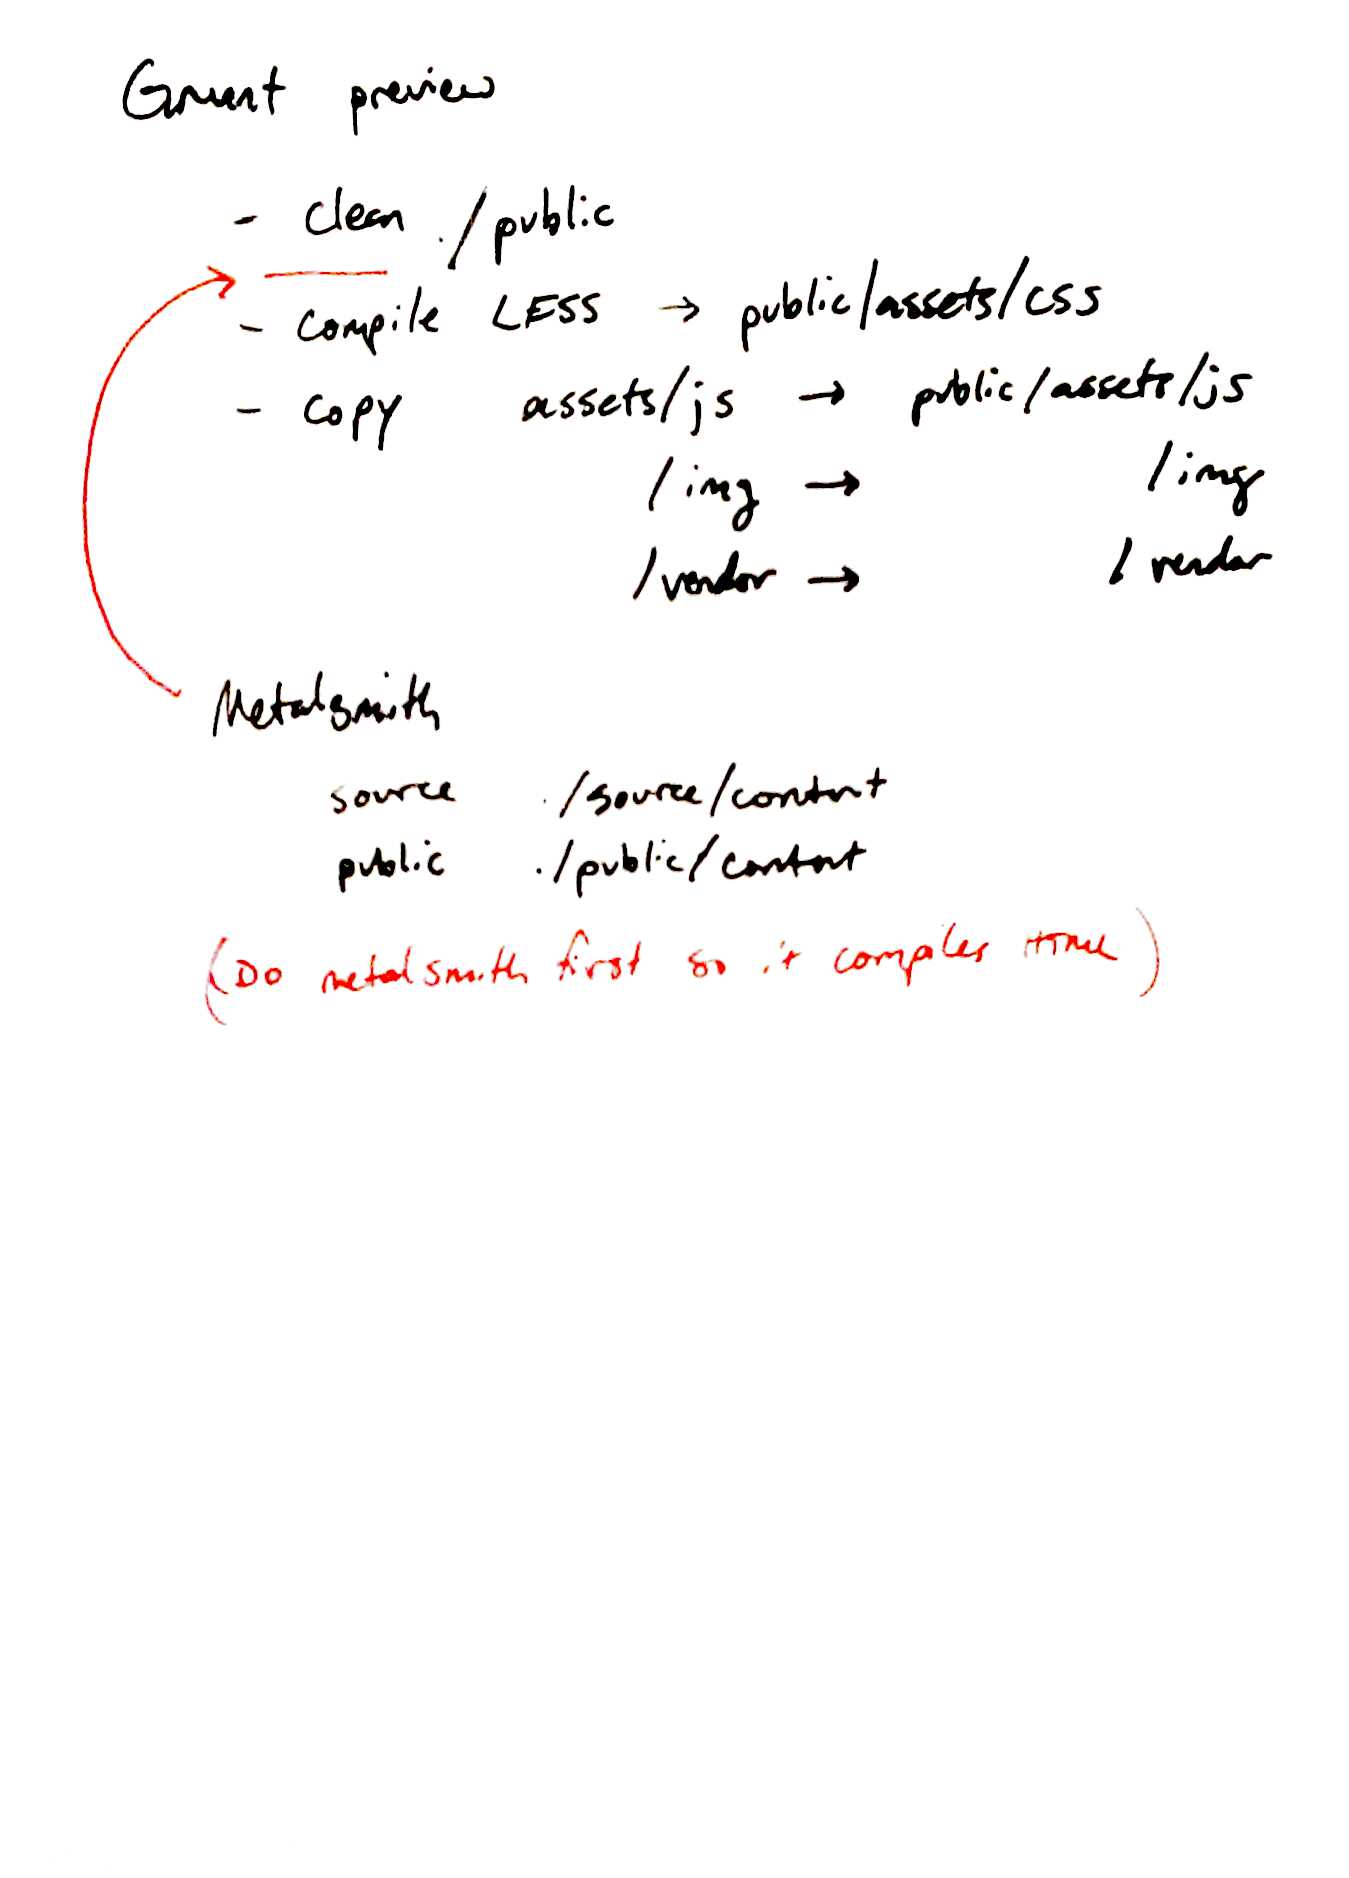 Grunt preview
- clean ./public
- compile LESS → public/assets/css
- copy assets/js → public/assets/js
/img → /img
/vendor → /vendor
Metalsmith
source ./source/content
public ./public/content
(Do metalsmith first so it compiles